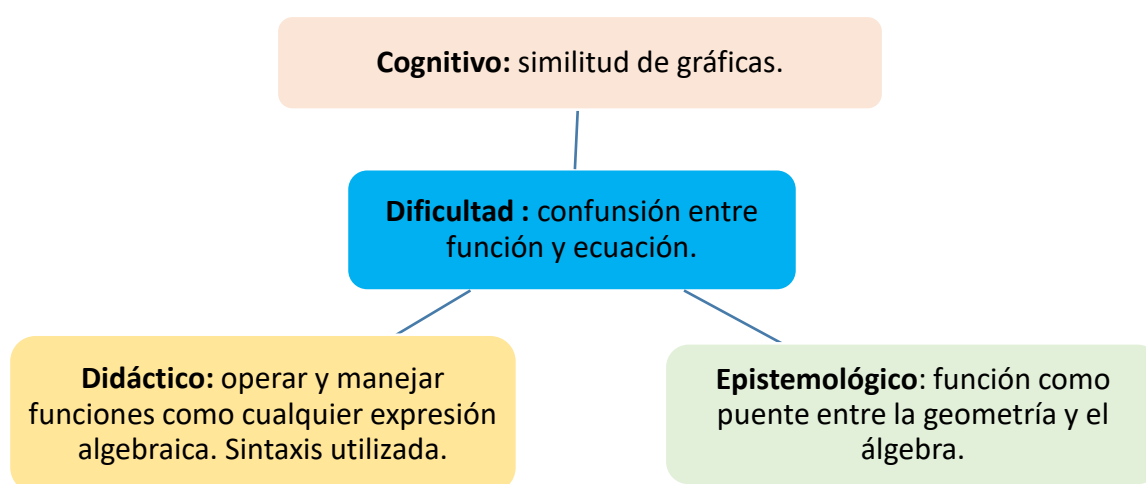 Cognitivo: similitud de gráficas.
Dificultad : confunsión entre
función y ecuación.
Didáctico: operar y manejar
funciones como cualquier expresión
algebraica. Sintaxis utilizada.
Epistemológico: función como
puente entre la geometría y el
álgebra.